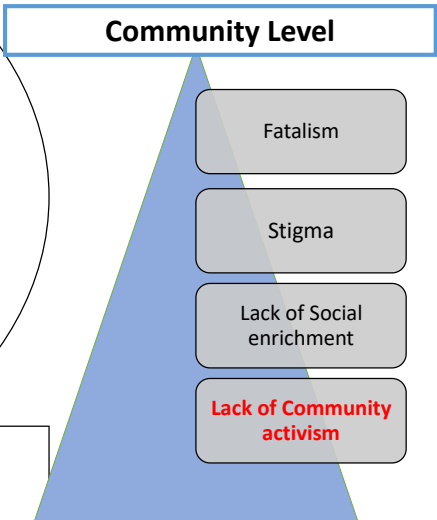 Community Level
Fatalism
Stigma
Lack of Social
enrichment
Lack of Community
activism